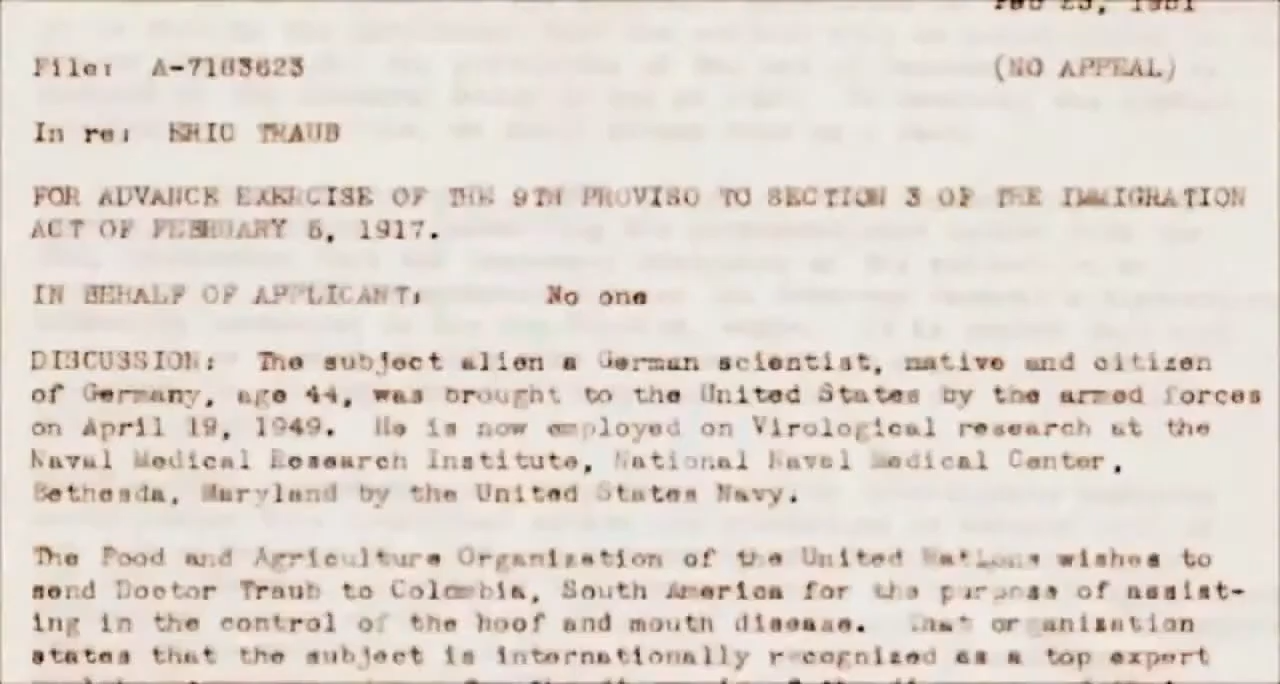 Feb 23, 1951
File: A-7163623 (NO APPEAL)
In re: ERIC TRAUB
FOR ADVANCE EXERCISE OF THE 9TH PROVISO TO SECTION 3 OF THE IMMIGRATION
ACT OF FEBRUARY 5, 1917.
IN BEHALF OF APPLICANT: No one
DISCUSSION: The subject alien a German scientist, native and citizen
of Germany, age 44, was brought to the United States by the armed forces
on April 19, 1949. He is now employed on Virological research at the
Naval Medical Research Institute, National Naval Medical Center,
Bethesda, Maryland by the United States Navy.
The Food and Agriculture Organization of the United Nations wishes to
send Doctor Traub to Colombia, South America for the purpose of assist-
ing in the control of the hoof and mouth disease. That organization
states that the subject is internationally recognized as a top expert